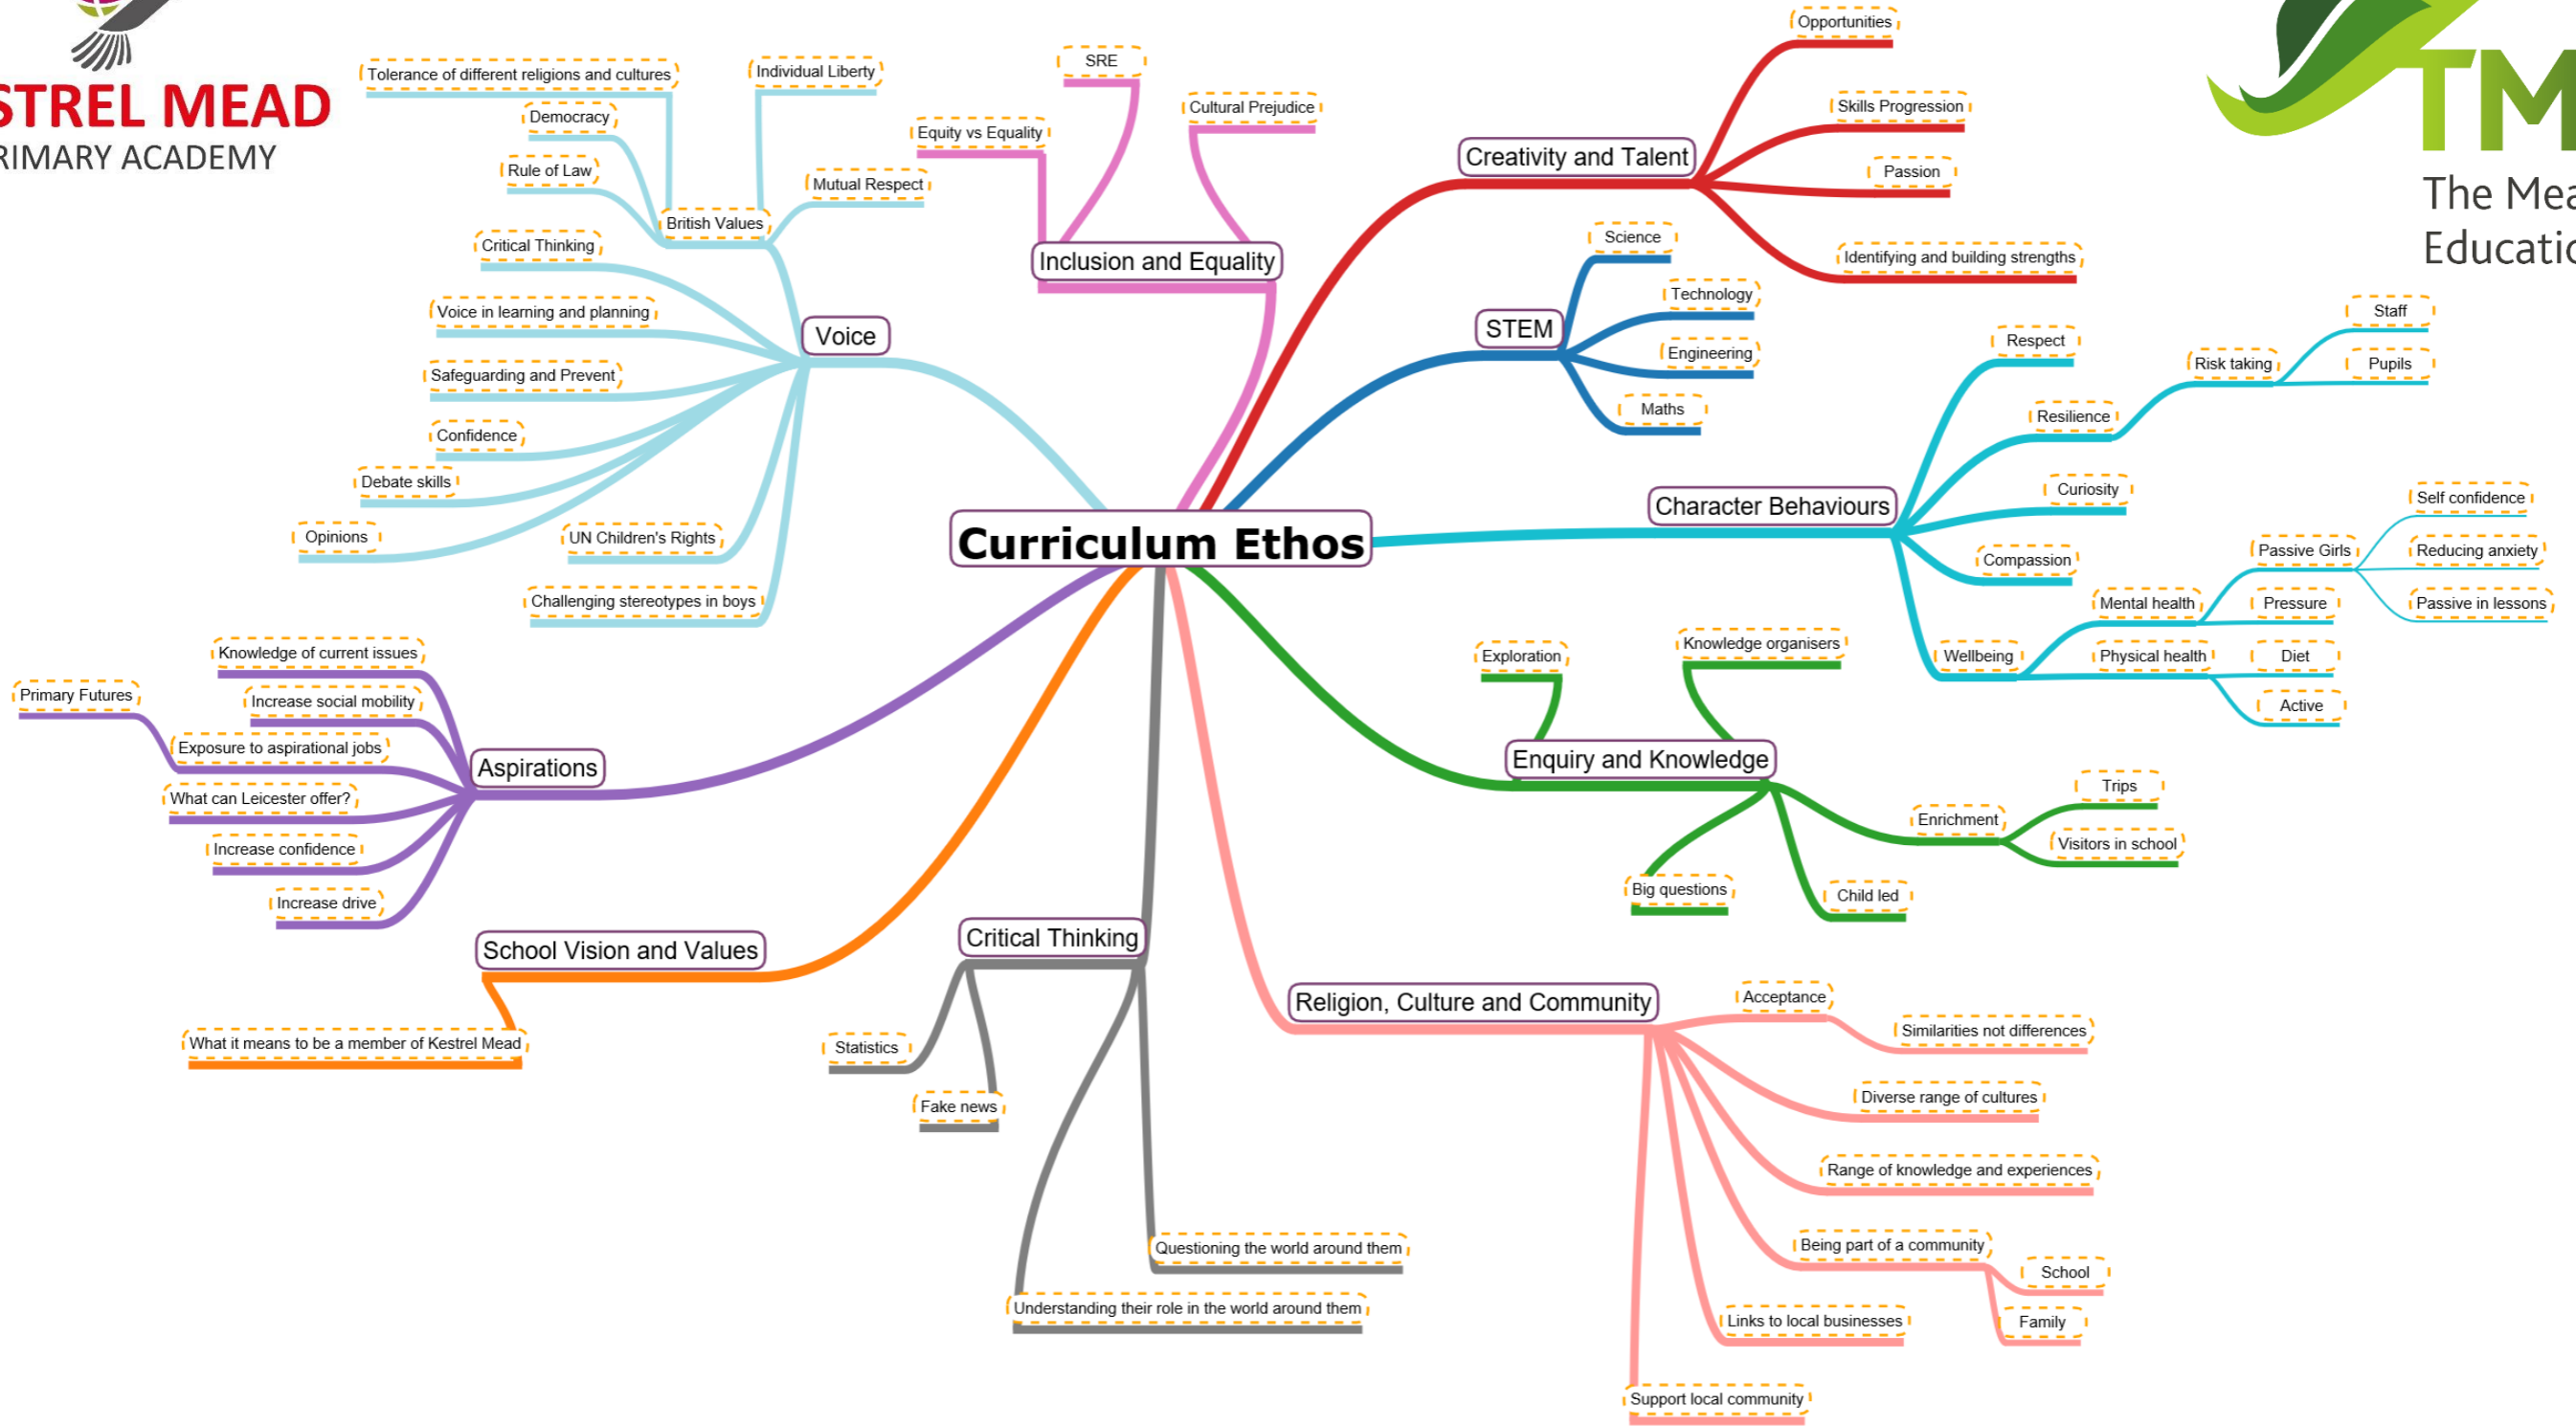 STREL MEAD
RIMARY ACADEMY
TM
The Mea
Educatio
Curriculum Ethos
Voice
British Values
Tolerance of different religions and cultures
Democracy
Rule of Law
Individual Liberty
Mutual Respect
Critical Thinking
Voice in learning and planning
Safeguarding and Prevent
Confidence
Debate skills
Opinions
UN Children's Rights
Challenging stereotypes in boys
Inclusion and Equality
Equity vs Equality
SRE
Cultural Prejudice
Creativity and Talent
Opportunities
Skills Progression
Passion
Identifying and building strengths
STEM
Science
Technology
Engineering
Maths
Character Behaviours
Respect
Resilience
Risk taking
Staff
Pupils
Curiosity
Compassion
Wellbeing
Mental health
Passive Girls
Self confidence
Reducing anxiety
Passive in lessons
Pressure
Physical health
Diet
Active
Enquiry and Knowledge
Exploration
Knowledge organisers
Big questions
Child led
Enrichment
Trips
Visitors in school
Religion, Culture and Community
Acceptance
Similarities not differences
Diverse range of cultures
Range of knowledge and experiences
Being part of a community
School
Family
Links to local businesses
Support local community
Critical Thinking
Statistics
Fake news
Questioning the world around them
Understanding their role in the world around them
School Vision and Values
What it means to be a member of Kestrel Mead
Aspirations
Knowledge of current issues
Increase social mobility
Exposure to aspirational jobs
Primary Futures
What can Leicester offer?
Increase confidence
Increase drive